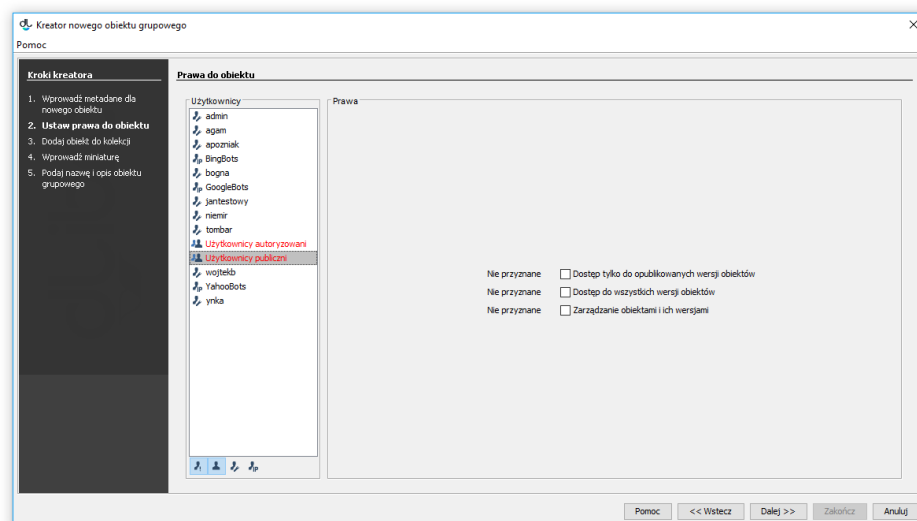 Kreator nowego obiektu grupowego
Pomoc
Kroki kreatora
1. Wprowadź metadane dla
nowego obiektu
2. Ustaw prawa do obiektu
3. Dodaj obiekt do kolekcji
4. Wprowadź miniaturę
5. Podaj nazwę i opis obiektu
grupowego
Prawa do obiektu
Użytkownicy
admin
agam
apozniak
BingBots
bogna
GoogleBots
jantestowy
niemir
tombar
Użytkownicy autoryzowani
Użytkownicy publiczni
wojtekb
YahooBots
ynka
Prawa
Nie przyznane Dostęp tylko do opublikowanych wersji obiektów
Nie przyznane Dostęp do wszystkich wersji obiektów
Nie przyznane Zarządzanie obiektami i ich wersjami
Pomoc << Wstecz Dalej >> Zakończ Anuluj